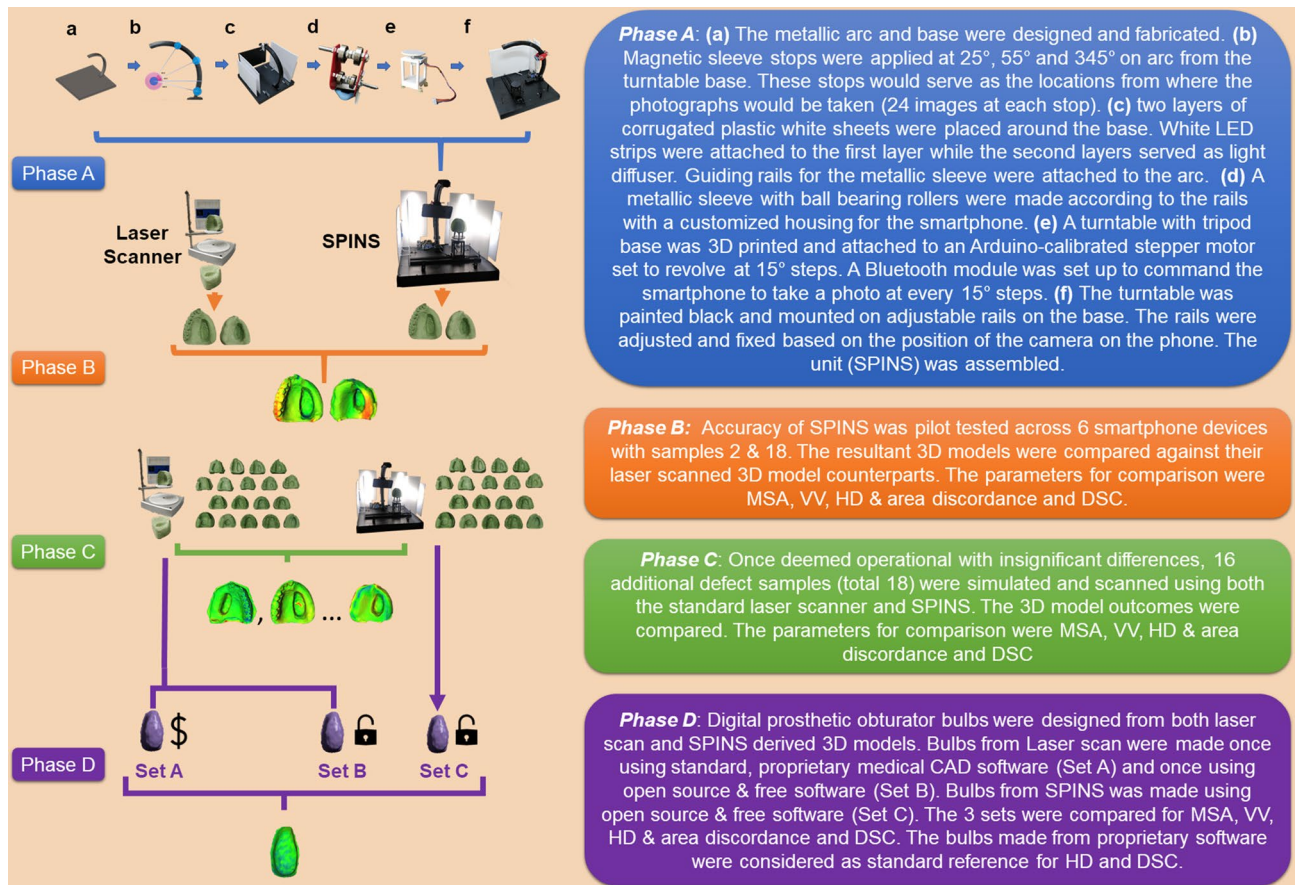 a b c d e f
Phase A
Laser
Scanner
SPINS
Phase B
Phase C
, ...
Phase D
$
Set A Set B Set C
Phase A: (a) The metallic arc and base were designed and fabricated. (b)
Magnetic sleeve stops were applied at 25°, 55° and 345° on arc from the
turntable base. These stops would serve as the locations from where the
photographs would be taken (24 images at each stop). (c) two layers of
corrugated plastic white sheets were placed around the base. White LED
strips were attached to the first layer while the second layers served as light
diffuser. Guiding rails for the metallic sleeve were attached to the arc. (d) A
metallic sleeve with ball bearing rollers were made according to the rails
with a customized housing for the smartphone. (e) A turntable with tripod
base was 3D printed and attached to an Arduino-calibrated stepper motor
set to revolve at 15° steps. A Bluetooth module was set up to command the
smartphone to take a photo at every 15° steps. (f) The turntable was
painted black and mounted on adjustable rails on the base. The rails were
adjusted and fixed based on the position of the camera on the phone. The
unit (SPINS) was assembled.
Phase B: Accuracy of SPINS was pilot tested across 6 smartphone devices
with samples 2 & 18. The resultant 3D models were compared against their
laser scanned 3D model counterparts. The parameters for comparison were
MSA, VV, HD & area discordance and DSC.
Phase C: Once deemed operational with insignificant differences, 16
additional defect samples (total 18) were simulated and scanned using both
the standard laser scanner and SPINS. The 3D model outcomes were
compared. The parameters for comparison were MSA, VV, HD & area
discordance and DSC
Phase D: Digital prosthetic obturator bulbs were designed from both laser
scan and SPINS derived 3D models. Bulbs from Laser scan were made once
using standard, proprietary medical CAD software (Set A) and once using
open source & free software (Set B). Bulbs from SPINS was made using
open source & free software (Set C). The 3 sets were compared for MSA, VV,
HD & area discordance and DSC. The bulbs made from proprietary software
were considered as standard reference for HD and DSC.